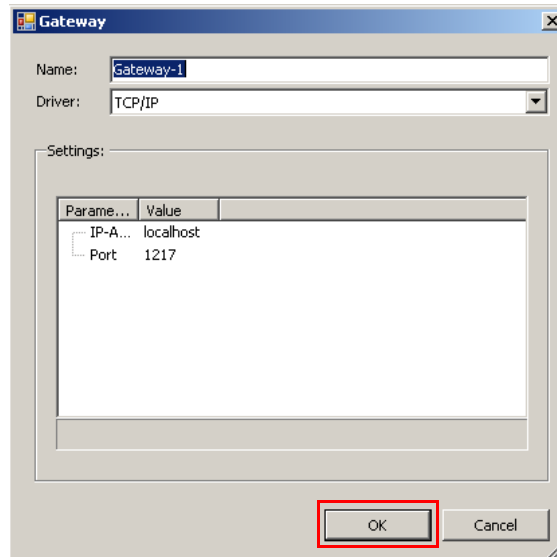 Gateway
Name: Gateway-1
Driver: TCP/IP
Settings:
Parame... Value
IP-A... localhost
Port 1217
OK Cancel